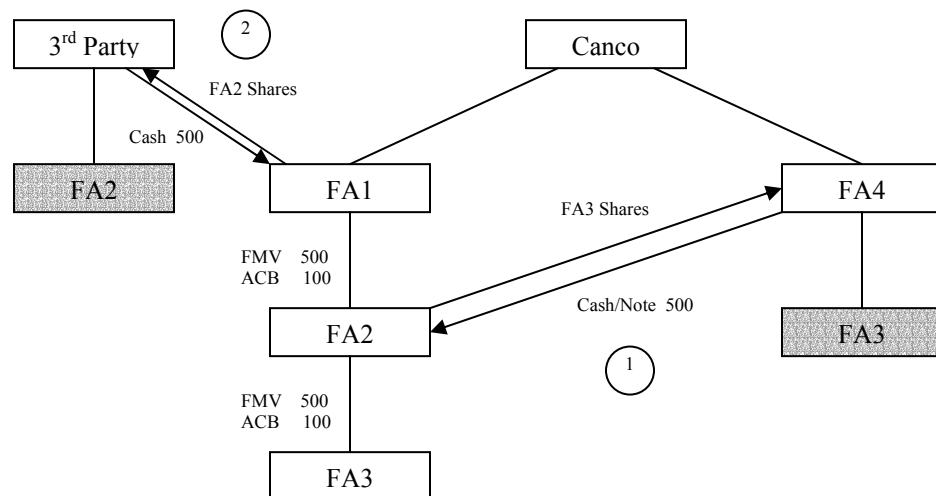 2
3rd Party
Canco
FA2 Shares
Cash 500
FA2
FA1
FA4
FA3 Shares
FMV 500
ACB 100
Cash/Note 500
FA2
FA3
1
FMV 500
ACB 100
FA3